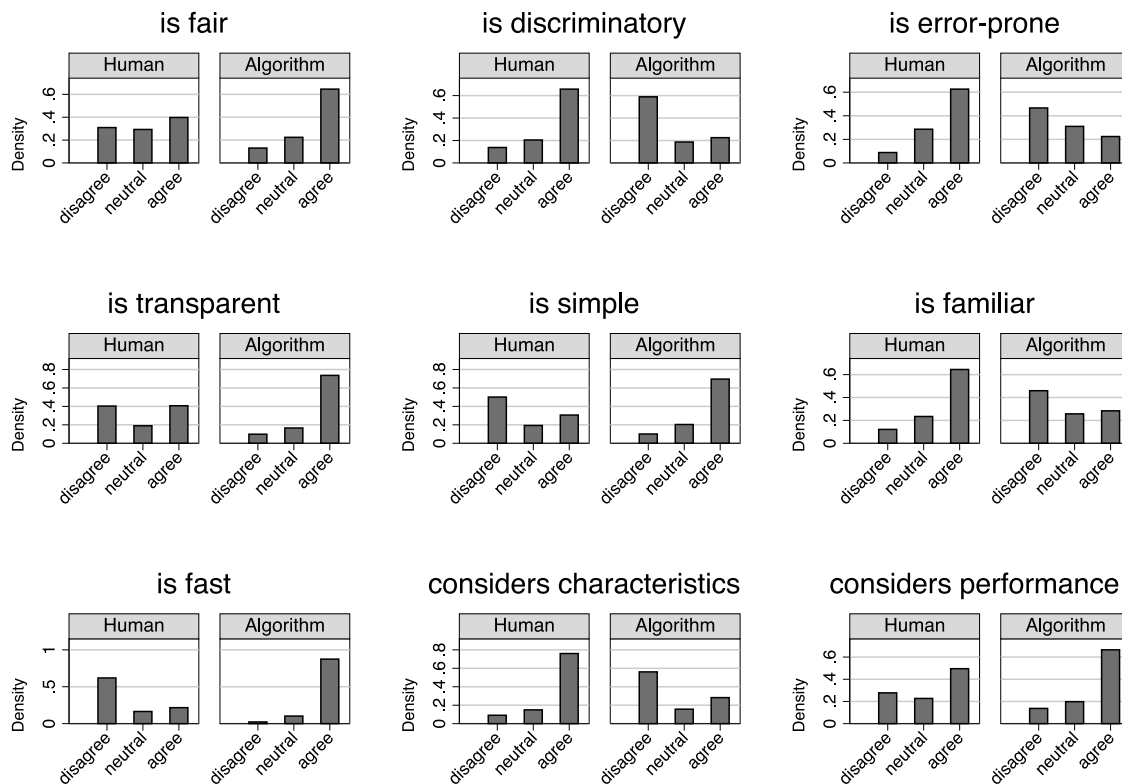 is fair
Human Algorithm
Density
0 .2 .4 .6
disagree neutral agree disagree neutral agree
is discriminatory
Human Algorithm
Density
0 .2 .4 .6
disagree neutral agree disagree neutral agree
is error-prone
Human Algorithm
Density
0 .2 .4 .6
disagree neutral agree disagree neutral agree
is transparent
Human Algorithm
Density
0 .2 .4 .6 .8
disagree neutral agree disagree neutral agree
is simple
Human Algorithm
Density
0 .2 .4 .6 .8
disagree neutral agree disagree neutral agree
is familiar
Human Algorithm
Density
0 .2 .4 .6
disagree neutral agree disagree neutral agree
is fast
Human Algorithm
Density
0 .5 1
disagree neutral agree disagree neutral agree
considers characteristics
Human Algorithm
Density
0 .2 .4 .6 .8
disagree neutral agree disagree neutral agree
considers performance
Human Algorithm
Density
0 .2 .4 .6
disagree neutral agree disagree neutral agree